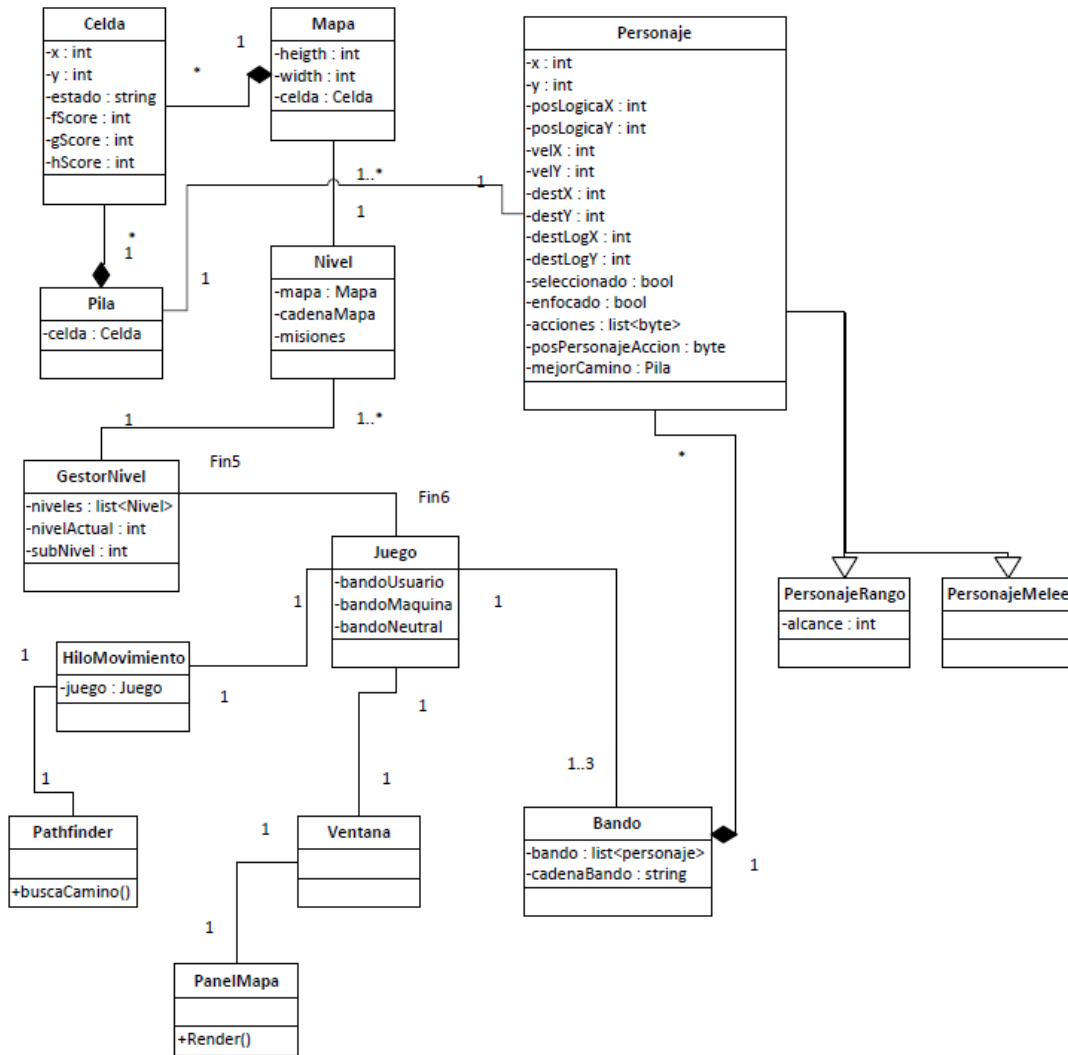 Celda
-x : int
-y : int
-estado : string
-fScore : int
-gScore : int
-hScore : int
1
*
Mapa
-heigth : int
-width : int
-celda : Celda
Personaje
-x : int
-y : int
-posLogicaX : int
-posLogicaY : int
-velX : int
-velY : int
-destX : int
-destY : int
-destLogX : int
-destLogY : int
-seleccionado : bool
-enfocado : bool
-acciones : list<byte>
-posPersonajeAccion : byte
-mejorCamino : Pila
1..*
1
1
*
1
1
Pila
-celda : Celda
Nivel
-mapa : Mapa
-cadenaMapa
-misiones
1
1..*
*
Fin5
Fin6
GestorNivel
-niveles : list<Nivel>
-nivelActual : int
-subNivel : int
Juego
-bandoUsuario
-bandoMaquina
-bandoNeutral
1
1
PersonajeRango
-alcance : int
PersonajeMelee
1
HiloMovimiento
-juego : Juego
1
1
1
1
1..3
Pathfinder
+buscaCamino()
1
Ventana
Bando
-bando : list<personaje>
-cadenaBando : string
1
1
PanelMapa
+Render()